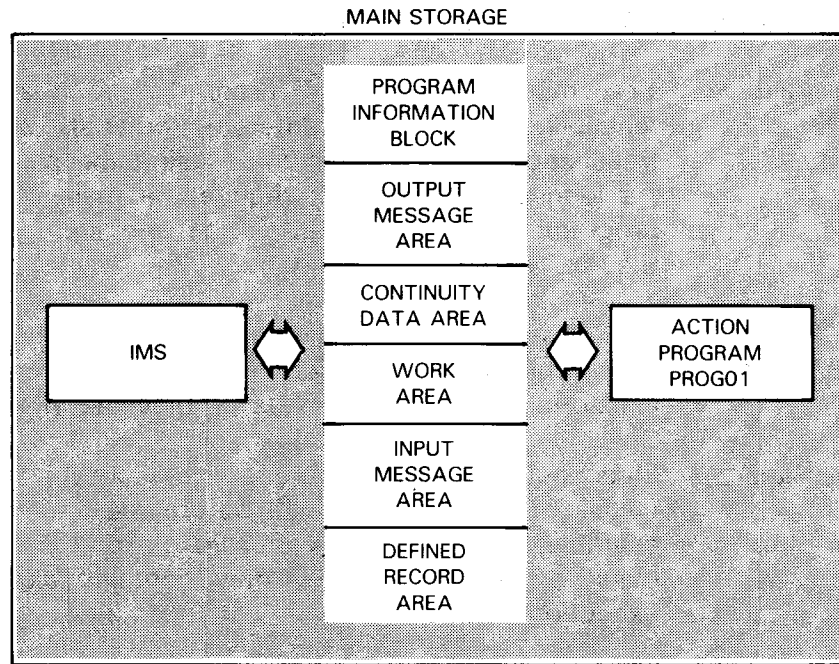 MAIN STORAGE
PROGRAM
INFORMATION
BLOCK
OUTPUT
MESSAGE
AREA
CONTINUITY
DATA AREA
WORK
AREA
INPUT
MESSAGE
AREA
DEFINED
RECORD
AREA
IMS
ACTION
PROGRAM
PROG01